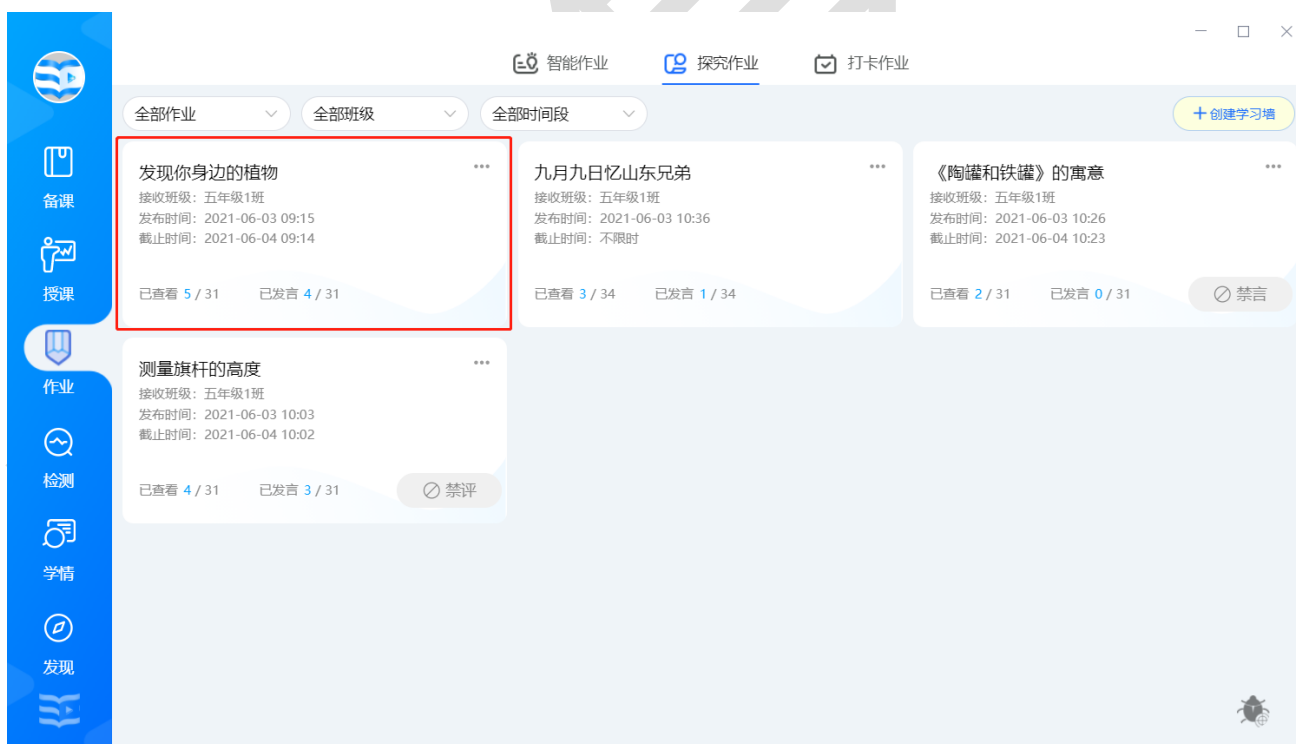 智能作业
探究作业
打卡作业
全部作业
全部班级
全部时间段
+创建学习墙
备课
授课
作业
检测
学情
发现
发现你身边的植物
接收班级：五年级1班
发布时间：2021-06-03 09:15
截止时间：2021-06-04 09:14
已查看 5 / 31 已发言 4 / 31
九月九日忆山东兄弟
接收班级：五年级1班
发布时间：2021-06-03 10:36
截止时间：不限时
已查看 3 / 34 已发言 1 / 34
《陶罐和铁罐》的寓意
接收班级：五年级1班
发布时间：2021-06-03 10:26
截止时间：2021-06-04 10:23
已查看 2 / 31 已发言 0 / 31
禁言
测量旗杆的高度
接收班级：五年级1班
发布时间：2021-06-03 10:03
截止时间：2021-06-04 10:02
已查看 4 / 31 已发言 3 / 31
禁评